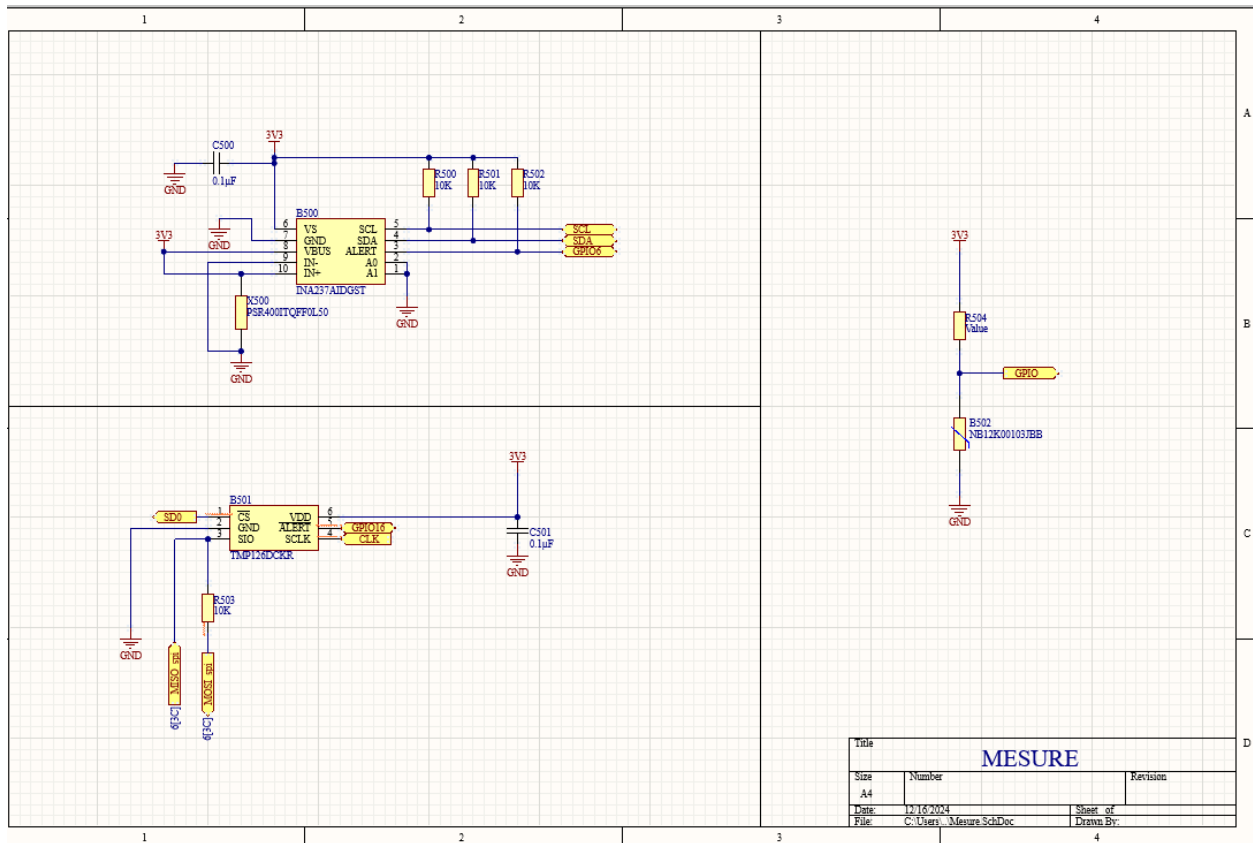 1 2 3 4
A
B
C
D
3V3
C500
0.1µF
GND
R500
10K
R501
10K
R502
10K
B500
6 VS SCL 5
7 GND SDA 4
8 VBUS ALERT 3
9 IN- A0 2
10 IN+ A1 1
INA237AIDGST
GND
3V3
SCL
SDA
GPIO6
X500
PSR400ITQFF0L50
GND
GND
3V3
R504
Value
GPIO
B502
NB12K00103JBB
GND
B501
SD0
1 CS VDD 6
2 GND ALERT 5
3 SIO SCLK 4
TMP126DCKR
GPIO16
CLK
3V3
C501
0.1µF
GND
R503
10K
GND
MISO spi
6[3C]
MOSI spi
6[3C]
Title
MESURE
Size Number Revision
A4
Date: 12/16/2024 Sheet of
File: C:\Users\..\Mesure.SchDoc Drawn By:
1 2 3 4